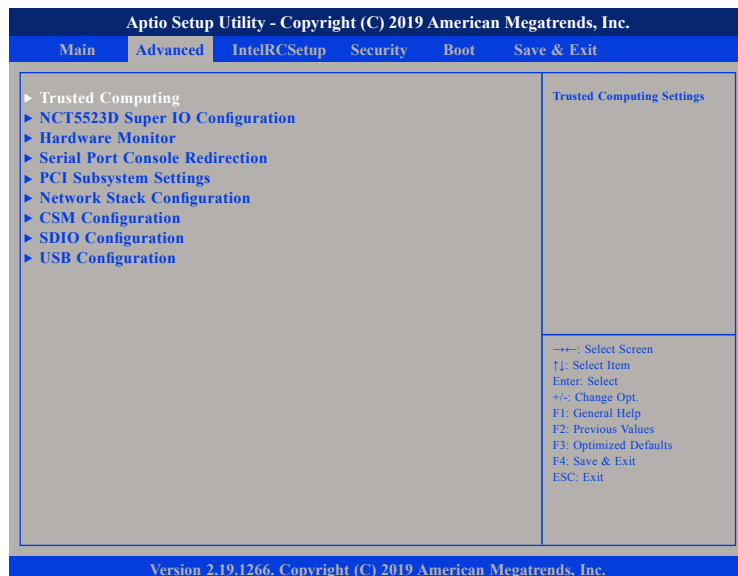 Aptio Setup Utility - Copyright (C) 2019 American Megatrends, Inc.
Main Advanced IntelRCSetup Security Boot Save & Exit
► Trusted Computing
► NCT5523D Super IO Configuration
► Hardware Monitor
► Serial Port Console Redirection
► PCI Subsystem Settings
► Network Stack Configuration
► CSM Configuration
► SDIO Configuration
► USB Configuration
Trusted Computing Settings
→←: Select Screen
↑↓: Select Item
Enter: Select
+/-: Change Opt.
F1: General Help
F2: Previous Values
F3: Optimized Defaults
F4: Save & Exit
ESC: Exit
Version 2.19.1266. Copyright (C) 2019 American Megatrends, Inc.